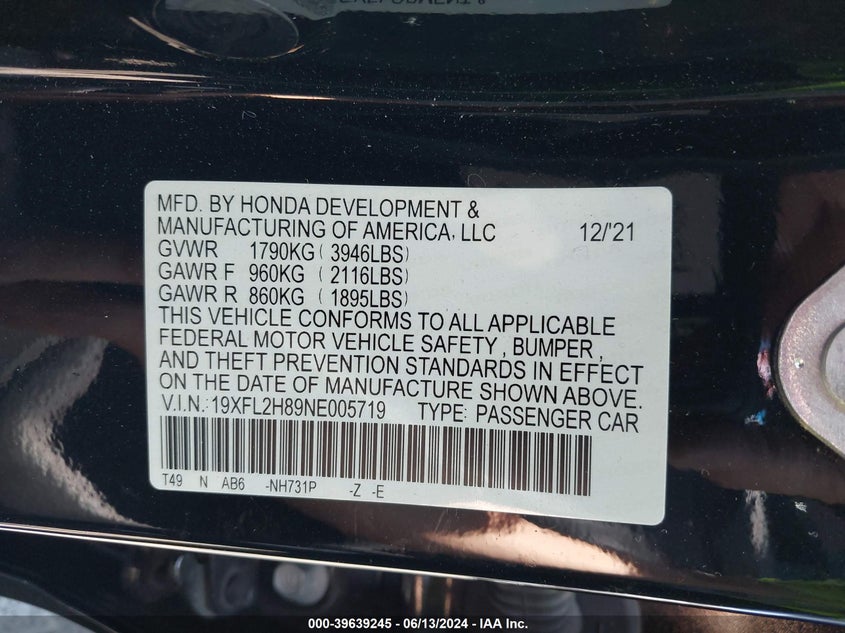 MFD. BY HONDA DEVELOPMENT &
MANUFACTURING OF AMERICA, LLC 12/'21
GVWR 1790KG (3946LBS)
GAWR F 960KG (2116LBS)
GAWR R 860KG (1895LBS)
THIS VEHICLE CONFORMS TO ALL APPLICABLE
FEDERAL MOTOR VEHICLE SAFETY, BUMPER,
AND THEFT PREVENTION STANDARDS IN EFFECT
ON THE DATE OF MANUFACTURE SHOWN ABOVE.
V.I.N.: 19XFL2H89NE005719 TYPE: PASSENGER CAR
T49 N AB6 -NH731P -Z -E
000-39639245 - 06/13/2024 - IAA Inc.